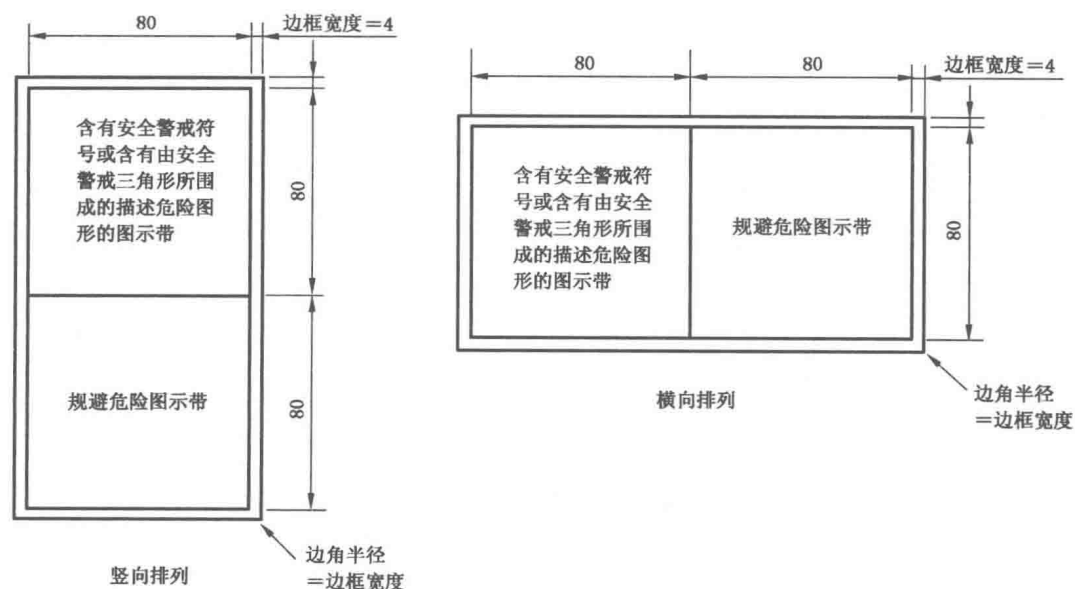 80
边框宽度＝4
含有安全警戒符
号或含有由安全
警戒三角形所围
成的描述危险图
形的图示带
80
规避危险图示带
80
边角半径
＝边框宽度
竖向排列
80
80
边框宽度＝4
含有安全警戒符
号或含有由安全
警戒三角形所围
成的描述危险图
形的图示带
规避危险图示带
80
边角半径
＝边框宽度
横向排列